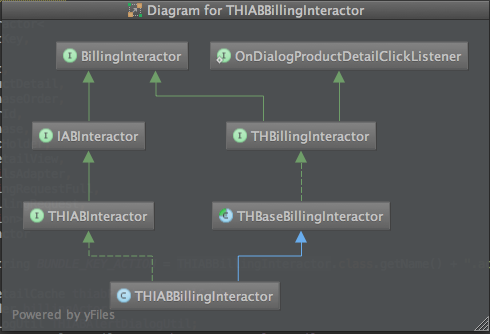 Diagram for THIABBillingInteractor
I BillingInteractor
I OnDialogProductDetailClickListener
I IABInteractor
I THBillingInteractor
I THIABInteractor
C THBaseBillingInteractor
C THIABBillingInteractor
Powered by yFiles